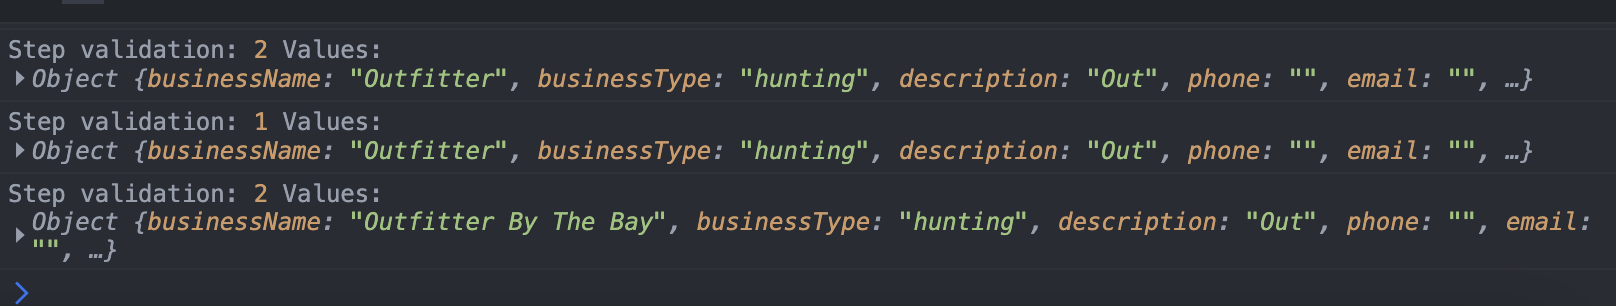 Step validation: 2 Values:
Object {businessName: "Outfitter", businessType: "hunting", description: "Out", phone: "", email: "", …}
Step validation: 1 Values:
Object {businessName: "Outfitter", businessType: "hunting", description: "Out", phone: "", email: "", …}
Step validation: 2 Values:
Object {businessName: "Outfitter By The Bay", businessType: "hunting", description: "Out", phone: "", email:
"", …}